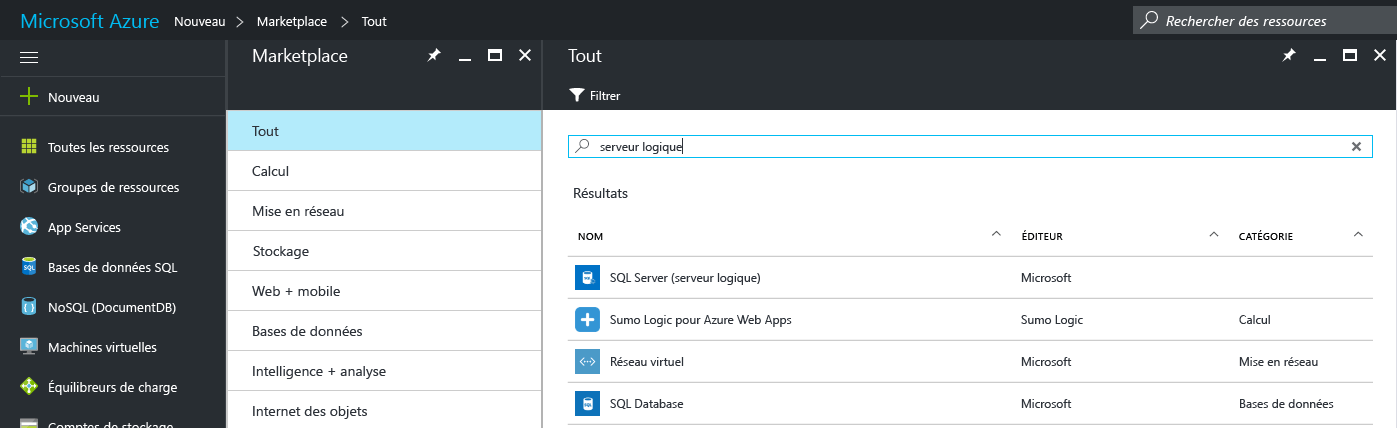 Microsoft Azure Nouveau > Marketplace > Tout
Rechercher des ressources
Nouveau
Toutes les ressources
Groupes de ressources
App Services
Bases de données SQL
NoSQL (DocumentDB)
Machines virtuelles
Équilibreurs de charge
Comptes de stockage
Marketplace
Tout
Calcul
Mise en réseau
Stockage
Web + mobile
Bases de données
Intelligence + analyse
Internet des objets
Tout
Filtrer
serveur logique
Résultats
NOM ÉDITEUR CATÉGORIE
SQL Server (serveur logique) Microsoft
Sumo Logic pour Azure Web Apps Sumo Logic Calcul
Réseau virtuel Microsoft Mise en réseau
SQL Database Microsoft Bases de données